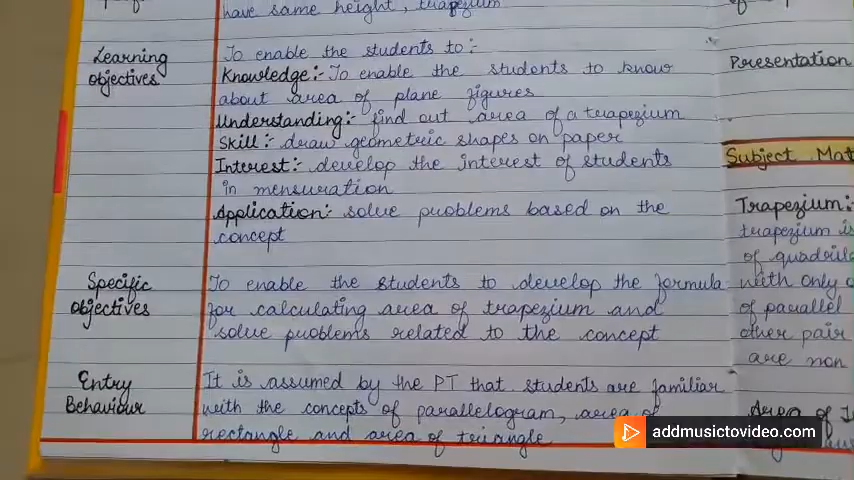 have same height, trapezium
Learning
Objectives
To enable the students to :-
Knowledge:- To enable the students to know
about area of plane figures
Understanding:- find out area of a trapezium
Skill:- draw geometric shapes on paper
Interest:- develop the interest of students
in mensuration
Application:- solve problems based on the
concept
Specific
Objectives
To enable the students to develop the formula
for calculating area of trapezium and
solve problems related to the concept
Entry
Behaviour
It is assumed by the PT that students are familiar
with the concepts of parallelogram, area of
rectangle and area of triangle
Presentation
Subject Mat
Trapezium:-
trapezium is
of quadril
with only
of parallel
other pair
are non
Area of
addmusictovideo.com